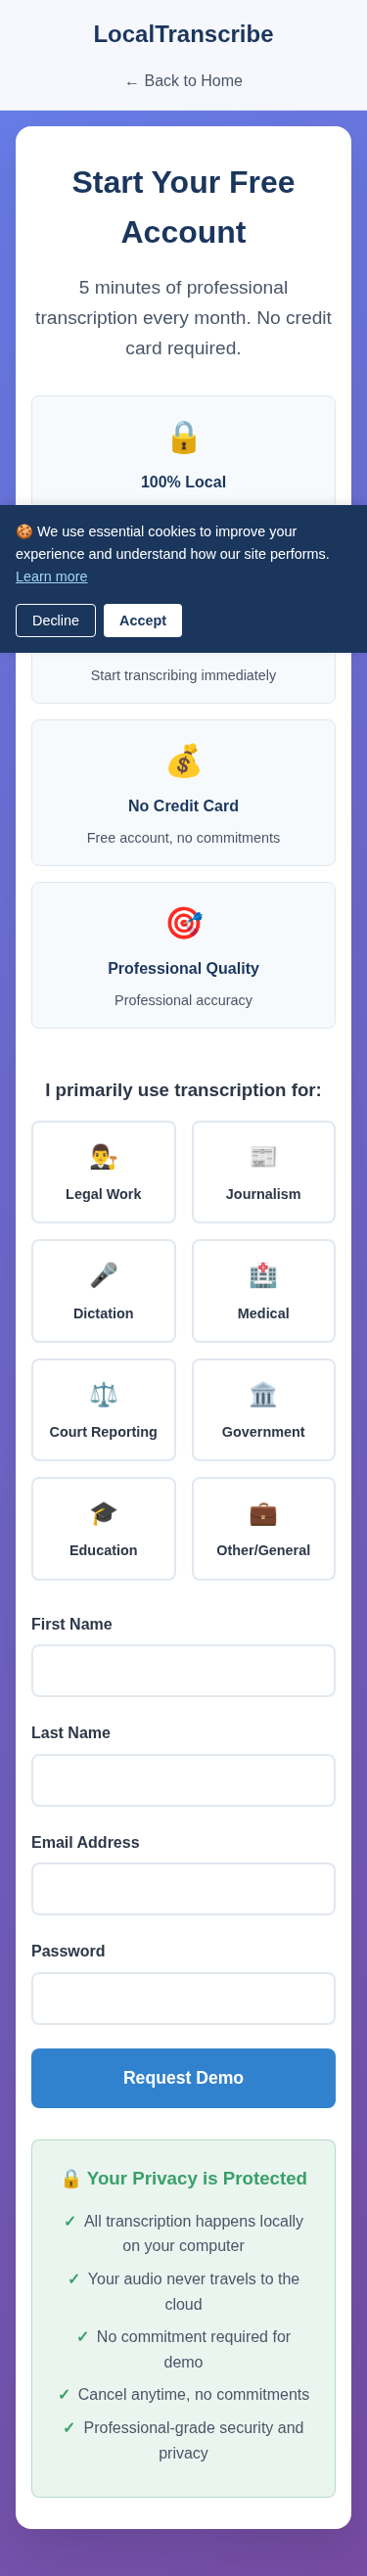 LocalTranscribe
← Back to Home
Start Your Free
Account
5 minutes of professional
transcription every month. No credit
card required.
100% Local
🍪 We use essential cookies to improve your
experience and understand how our site performs.
Learn more
Decline
Accept
Start transcribing immediately
No Credit Card
Free account, no commitments
Professional Quality
Professional accuracy
I primarily use transcription for:
Legal Work
Journalism
Dictation
Medical
Court Reporting
Government
Education
Other/General
First Name
Last Name
Email Address
Password
Request Demo
🔒 Your Privacy is Protected
✓ All transcription happens locally
on your computer
✓ Your audio never travels to the
cloud
✓ No commitment required for
demo
✓ Cancel anytime, no commitments
✓ Professional-grade security and
privacy